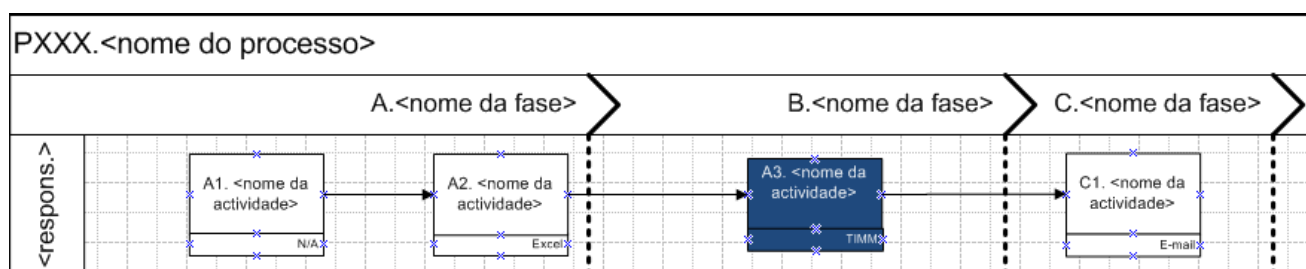 PXXX.<nome do processo>
A.<nome da fase>
B.<nome da fase>
C.<nome da fase>
<respons.>
A1. <nome da
actividade>
N/A
A2. <nome da
actividade>
Excel
A3. <nome da
actividade>
TIMM
C1. <nome da
actividade>
E-mail